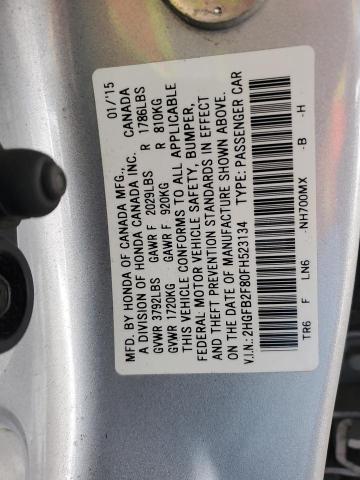 MFD. BY HONDA OF CANADA MFG., CANADA 01/'15
A DIVISION OF HONDA CANADA INC.
GVWR 3792LBS GAWR F 2029LBS R 1786LBS
GVWR 1720KG GAWR F 920KG R 810KG
THIS VEHICLE CONFORMS TO ALL APPLICABLE
FEDERAL MOTOR VEHICLE SAFETY, BUMPER,
AND THEFT PREVENTION STANDARDS IN EFFECT
ON THE DATE OF MANUFACTURE SHOWN ABOVE.
V.I.N.: 2HGFB2F80FH523134 TYPE: PASSENGER CAR
TR6 F LN6 -NH700MX -B -H